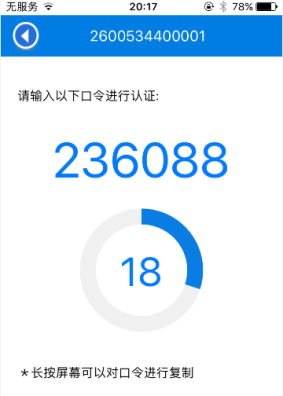 无服务 20:17 78%
2600534400001
请输入以下口令进行认证:
236088
18
*长按屏幕可以对口令进行复制